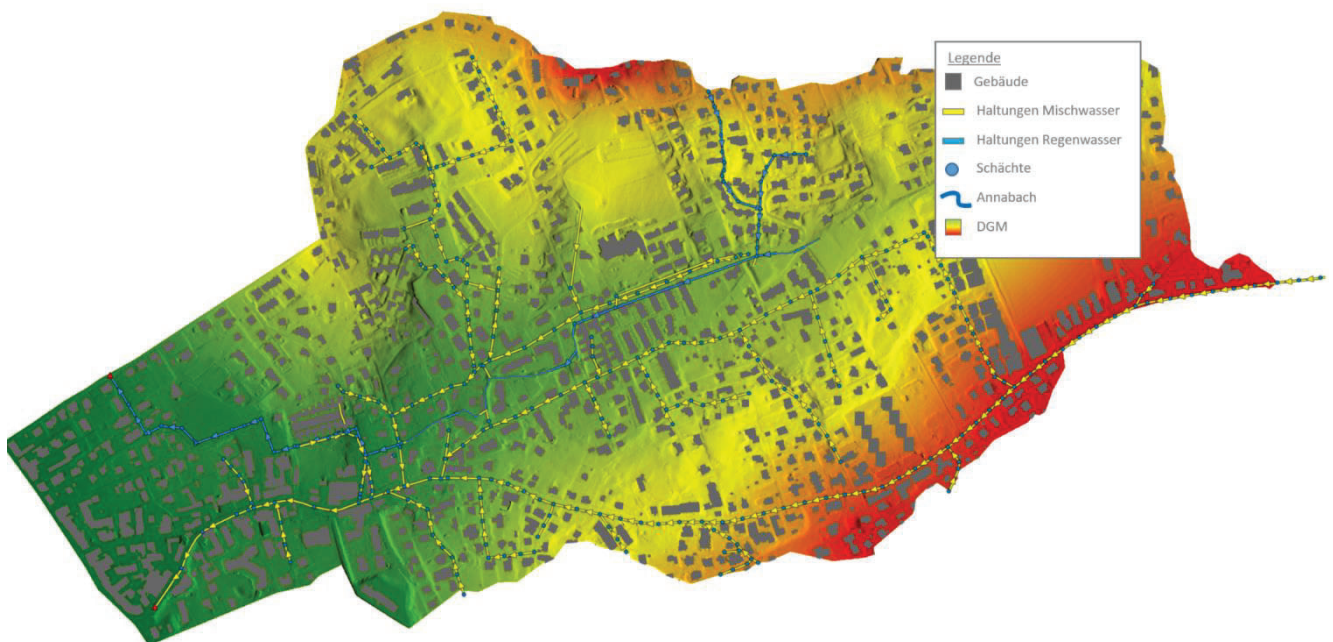 Legende
Gebäude
Haltungen Mischwasser
Haltungen Regenwasser
Schächte
Annabach
DGM